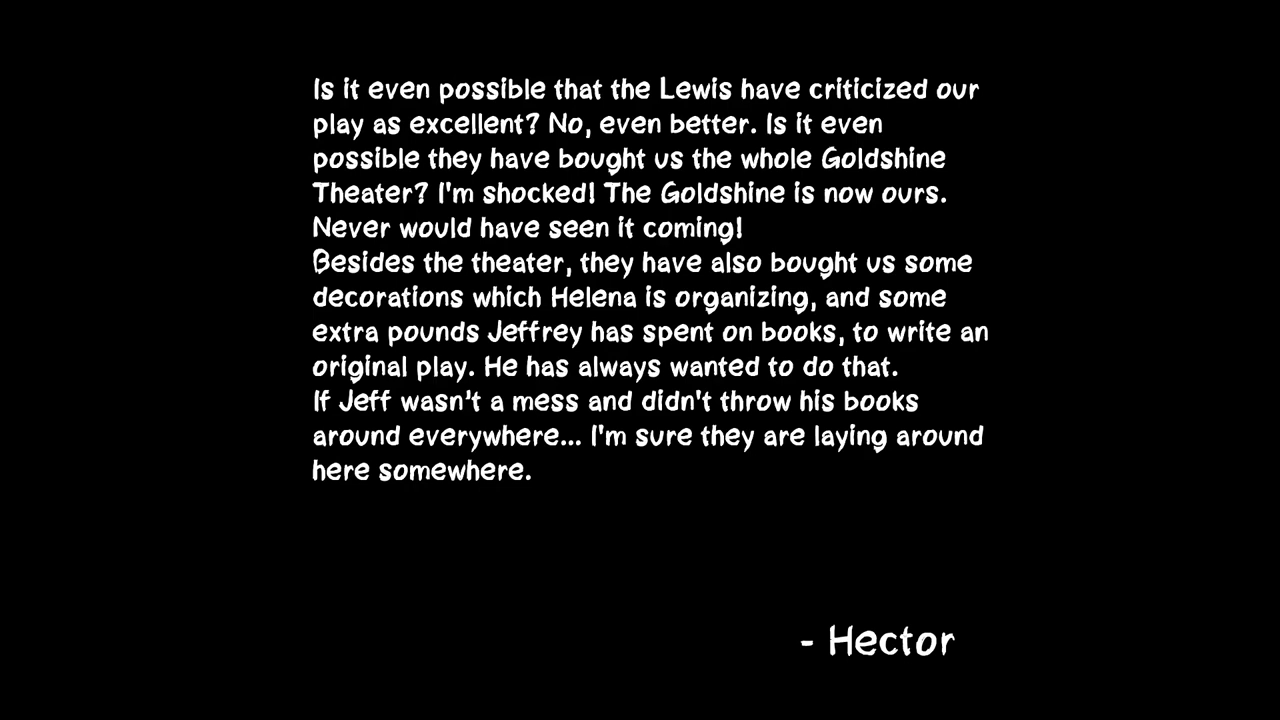 Is it even possible that the Lewis have criticized our
play as excellent? No, even better. Is it even
possible they have bought us the whole Goldshine
Theater? I'm shocked! The Goldshine is now ours.
Never would have seen it coming!
Besides the theater, they have also bought us some
decorations which Helena is organizing, and some
extra pounds Jeffrey has spent on books, to write an
original play. He has always wanted to do that.
If Jeff wasn't a mess and didn't throw his books
around everywhere... I'm sure they are laying around
here somewhere.
- Hector